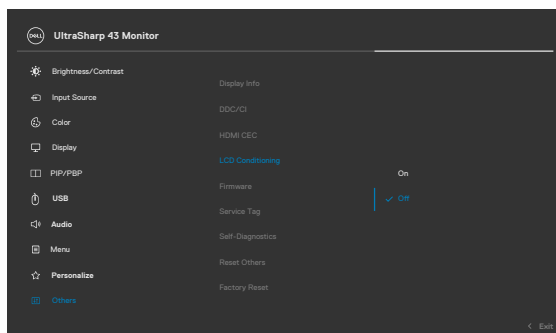 DELL
UltraSharp 43 Monitor
Brightness/Contrast
Input Source
Color
Display
PIP/PBP
USB
Audio
Menu
Personalize
Others
Display Info
DDC/CI
HDMI CEC
LCD Conditioning
Firmware
Service Tag
Self-Diagnostics
Reset Others
Factory Reset
On
Off
Exit